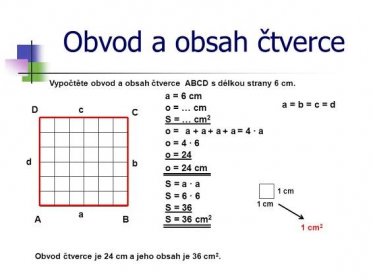 Obvod a obsah čtverce
Vypočtěte obvod a obsah čtverce ABCD s délkou strany 6 cm.
a = 6 cm
o = … cm
S = … cm²
o = a + a + a + a = 4 · a
o = 4 · 6
o = 24
o = 24 cm
S = a · a
S = 6 · 6
S = 36
S = 36 cm²
a = b = c = d
D c C
d b
A a B
1 cm
1 cm
1 cm²
Obvod čtverce je 24 cm a jeho obsah je 36 cm².